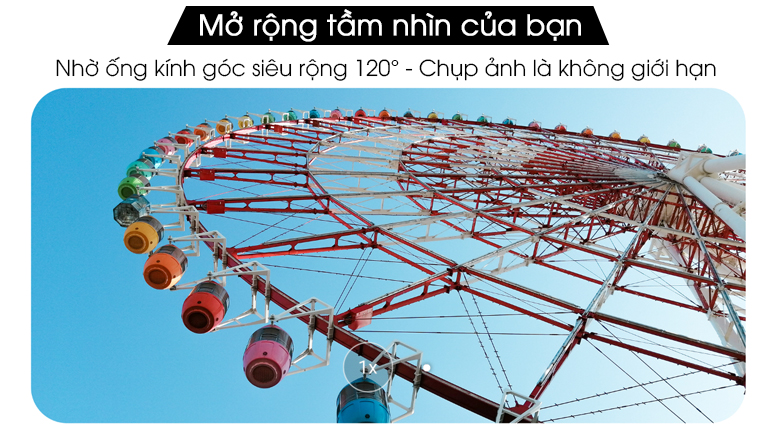 Mở rộng tầm nhìn của bạn
Nhờ ống kính góc siêu rộng 120° - Chụp ảnh là không giới hạn
1x